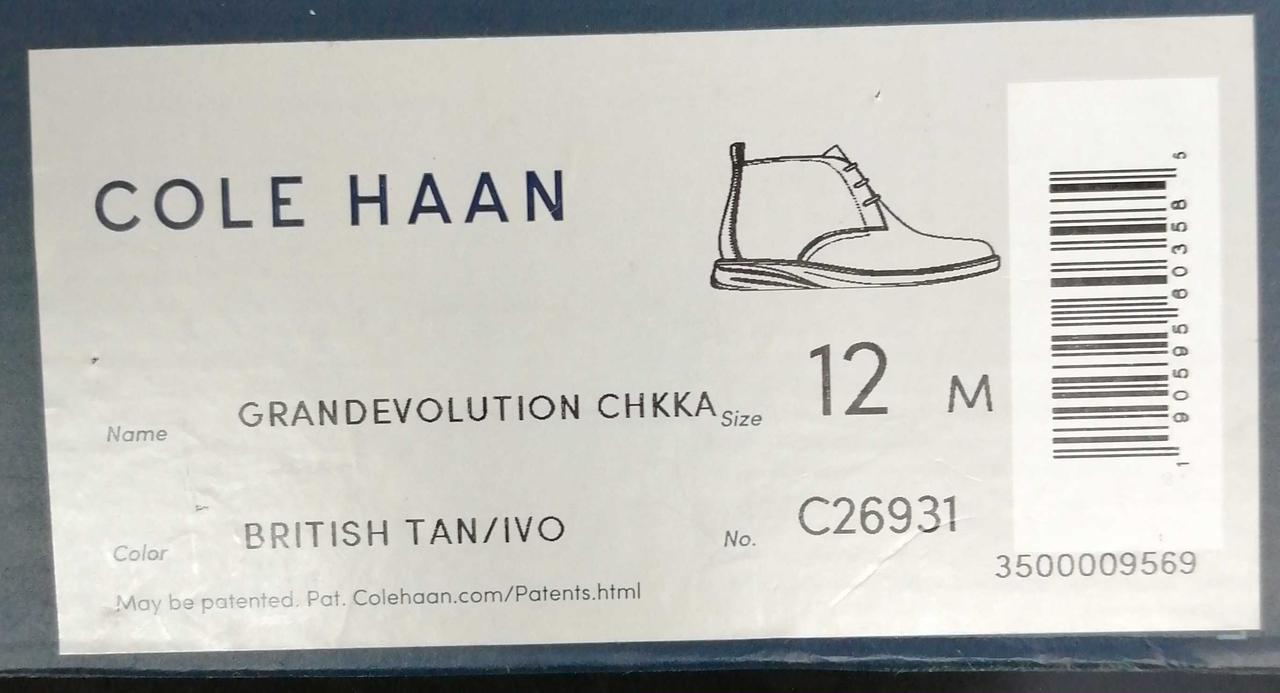 COLE HAAN
Name GRANDEVOLUTION CHKKA
Size 12 M
Color BRITISH TAN/IVO
No. C26931
May be patented. Pat. Colehaan.com/Patents.html
1 90595 80358 5
3500009569